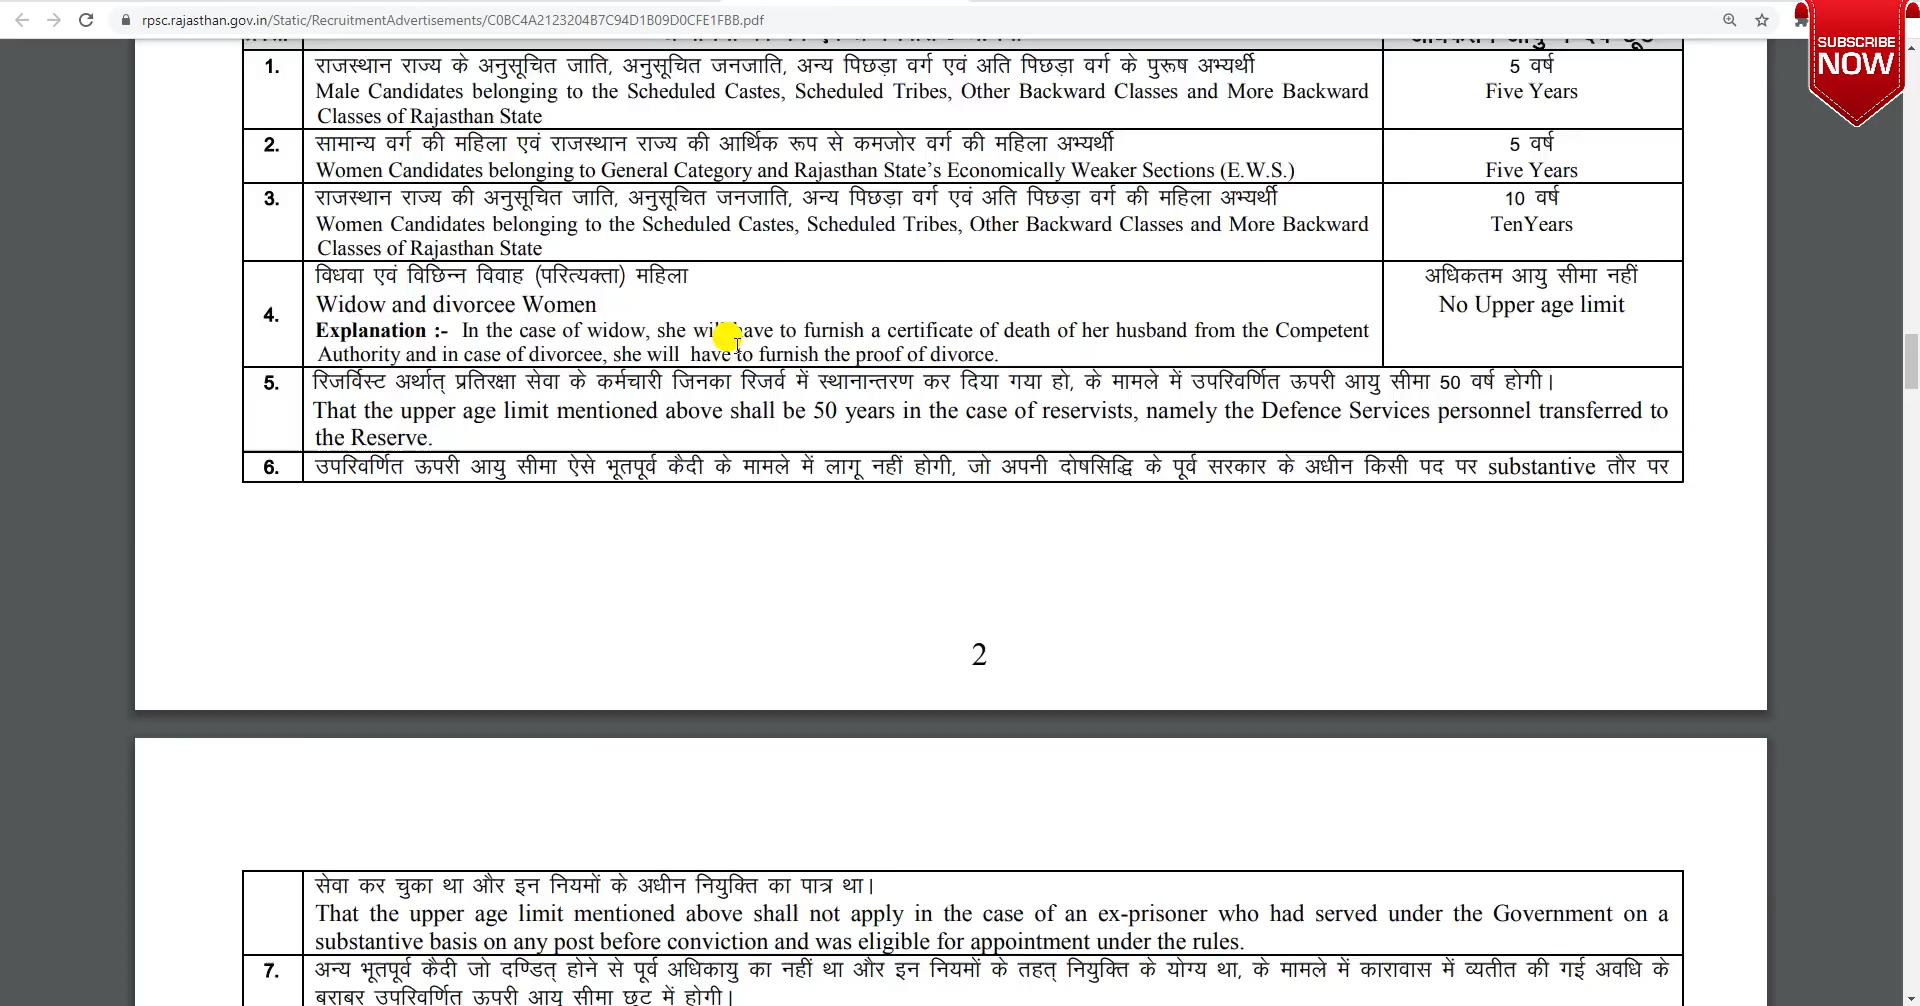 rpsc.rajasthan.gov.in/Static/RecruitmentAdvertisements/C0BC4A2123204B7C94D1B09D0CFE1FBB.pdf
SUBSCRIBE
NOW
1.
राजस्थान राज्य के अनुसूचित जाति, अनुसूचित जनजाति, अन्य पिछड़ा वर्ग एवं अति पिछड़ा वर्ग के पुरूष अभ्यर्थी
5 वर्ष
Male Candidates belonging to the Scheduled Castes, Scheduled Tribes, Other Backward Classes and More Backward
Five Years
Classes of Rajasthan State
2.
सामान्य वर्ग की महिला एवं राजस्थान राज्य की आर्थिक रूप से कमजोर वर्ग की महिला अभ्यर्थी
5 वर्ष
Women Candidates belonging to General Category and Rajasthan State’s Economically Weaker Sections (E.W.S.)
Five Years
3.
राजस्थान राज्य की अनुसूचित जाति, अनुसूचित जनजाति, अन्य पिछड़ा वर्ग एवं अति पिछड़ा वर्ग की महिला अभ्यर्थी
10 वर्ष
Women Candidates belonging to the Scheduled Castes, Scheduled Tribes, Other Backward Classes and More Backward
TenYears
Classes of Rajasthan State
4.
विधवा एवं विछिन्न विवाह (परित्यक्ता) महिला
अधिकतम आयु सीमा नहीं
Widow and divorcee Women
No Upper age limit
Explanation :- In the case of widow, she will have to furnish a certificate of death of her husband from the Competent
Authority and in case of divorcee, she will have to furnish the proof of divorce.
5.
रिजर्विस्ट अर्थात् प्रतिरक्षा सेवा के कर्मचारी जिनका रिजर्व में स्थानान्तरण कर दिया गया हो, के मामले में उपरिवर्णित ऊपरी आयु सीमा 50 वर्ष होगी।
That the upper age limit mentioned above shall be 50 years in the case of reservists, namely the Defence Services personnel transferred to
the Reserve.
6.
उपरिवर्णित ऊपरी आयु सीमा ऐसे भूतपूर्व कैदी के मामले में लागू नहीं होगी, जो अपनी दोषसिद्धि के पूर्व सरकार के अधीन किसी पद पर substantive तौर पर
2
सेवा कर चुका था और इन नियमों के अधीन नियुक्ति का पात्र था।
That the upper age limit mentioned above shall not apply in the case of an ex-prisoner who had served under the Government on a
substantive basis on any post before conviction and was eligible for appointment under the rules.
7.
अन्य भूतपूर्व कैदी जो दण्डित् होने से पूर्व अधिकायु का नहीं था और इन नियमों के तहत् नियुक्ति के योग्य था, के मामले में कारावास में व्यतीत की गई अवधि के
बराबर उपरिवर्णित ऊपरी आयु सीमा छूट में होगी।